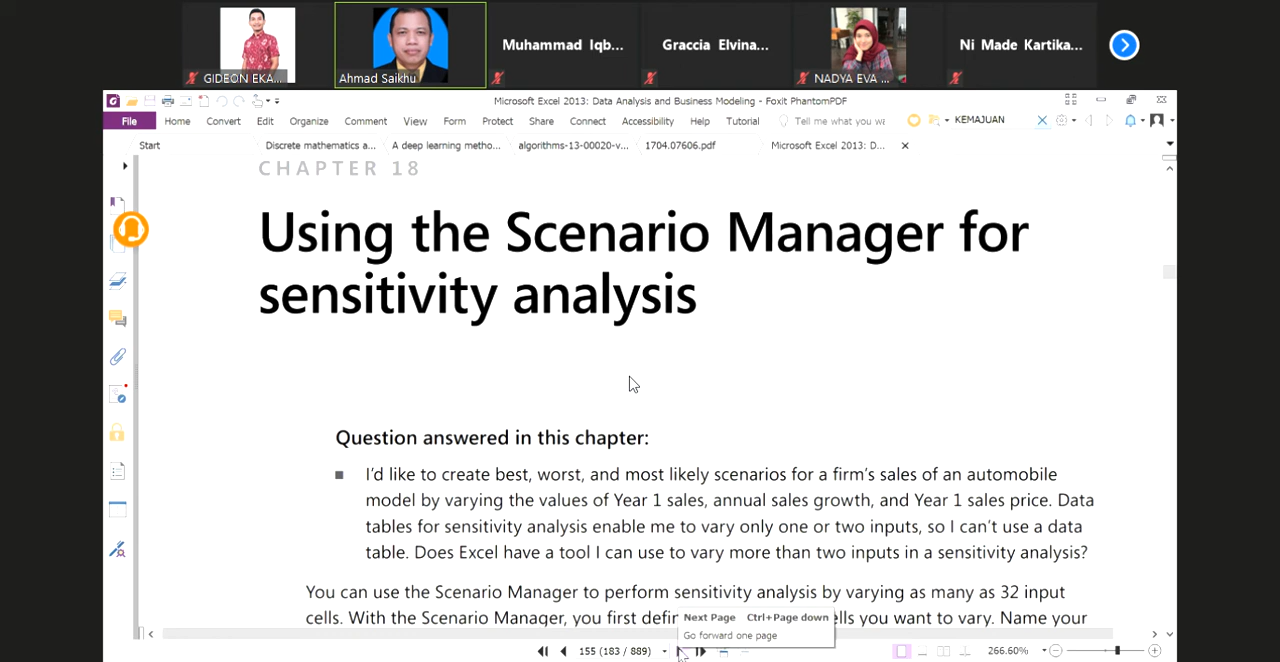 GIDEON EKA...
Ahmad Saikhu
Muhammad Iqb...
Graccia Elvina...
NADYA EVA ...
Ni Made Kartika...
Microsoft Excel 2013: Data Analysis and Business Modeling - Foxit PhantomPDF
File Home Convert Edit Organize Comment View Form Protect Share Connect Accessibility Help Tutorial Tell me what you wa KEMAJUAN
Start Discrete mathematics a... A deep learning metho... algorithms-13-00020-v... 1704.07606.pdf Microsoft Excel 2013: D...
CHAPTER 18
Using the Scenario Manager for
sensitivity analysis
Question answered in this chapter:
■ I'd like to create best, worst, and most likely scenarios for a firm's sales of an automobile
model by varying the values of Year 1 sales, annual sales growth, and Year 1 sales price. Data
tables for sensitivity analysis enable me to vary only one or two inputs, so I can't use a data
table. Does Excel have a tool I can use to vary more than two inputs in a sensitivity analysis?
You can use the Scenario Manager to perform sensitivity analysis by varying as many as 32 input
cells. With the Scenario Manager, you first defin ells you want to vary. Name your
Next Page Ctrl+Page down
Go forward one page
155 (183 / 889)
266.60%